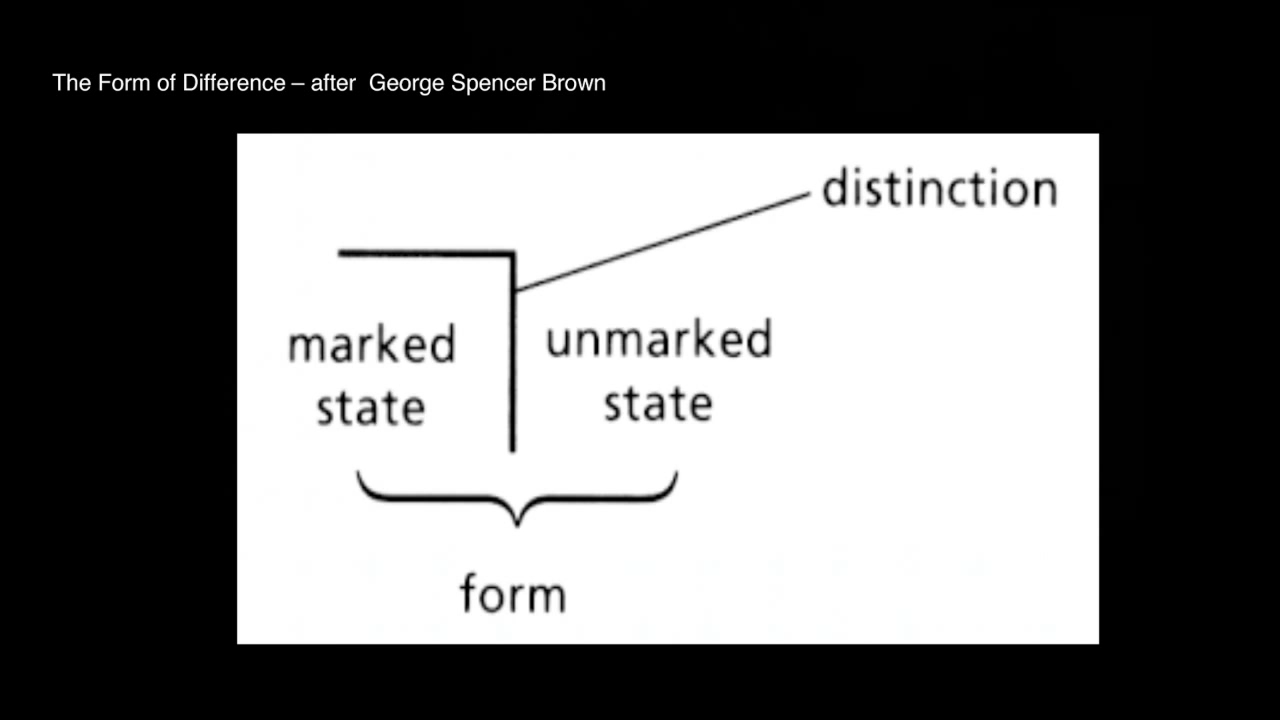 The Form of Difference – after  George Spencer Brown
distinction
marked
state
unmarked
state
form